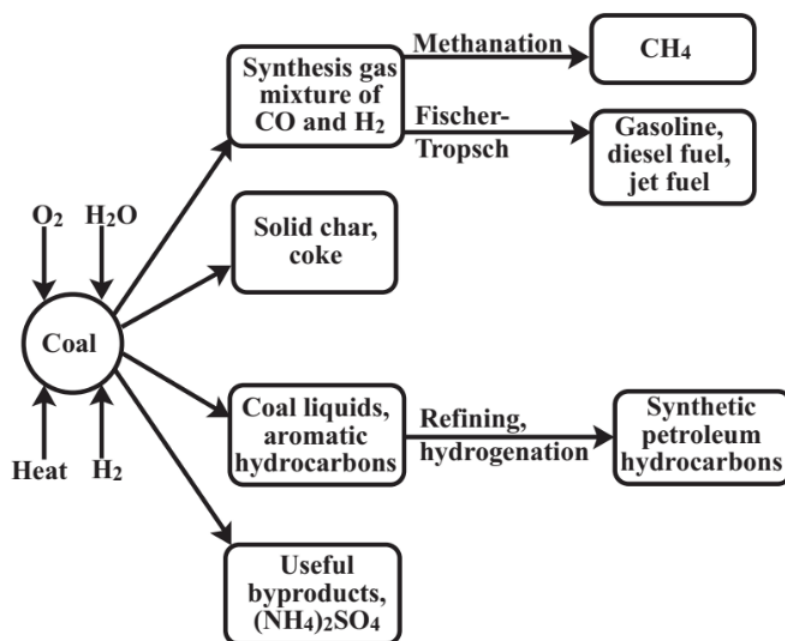 Synthesis gas
mixture of
CO and H2
Methanation
CH4
Fischer-
Tropsch
Gasoline,
diesel fuel,
jet fuel
O2
H2O
Solid char,
coke
Coal
Heat
H2
Coal liquids,
aromatic
hydrocarbons
Refining,
hydrogenation
Synthetic
petroleum
hydrocarbons
Useful
byproducts,
(NH4)2SO4